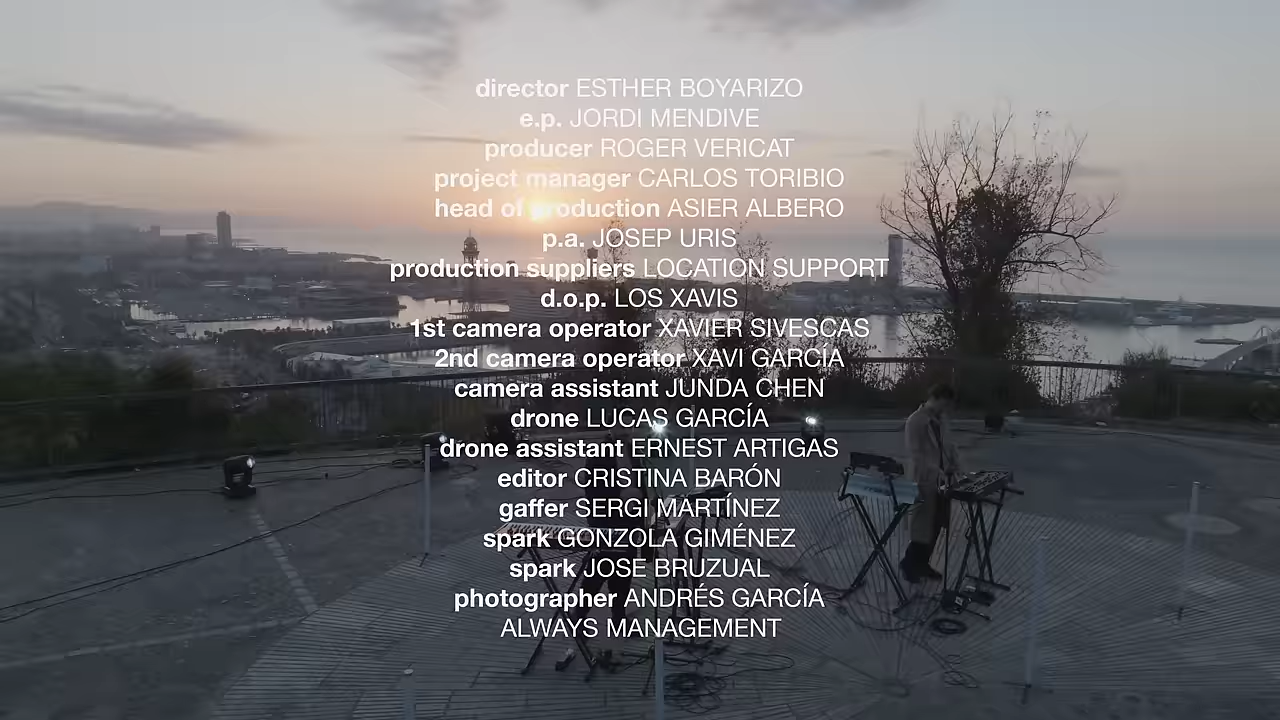 director ESTHER BOYARIZO
e.p. JORDI MENDIVE
producer ROGER VERICAT
project manager CARLOS TORIBIO
head of production ASIER ALBERO
p.a. JOSEP URIS
production suppliers LOCATION SUPPORT
d.o.p. LOS XAVIS
1st camera operator XAVIER SIVESCAS
2nd camera operator XAVI GARCÍA
camera assistant JUNDA CHEN
drone LUCAS GARCÍA
drone assistant ERNEST ARTIGAS
editor CRISTINA BARÓN
gaffer SERGI MARTÍNEZ
spark GONZOLA GIMÉNEZ
spark JOSE BRUZUAL
photographer ANDRÉS GARCÍA
ALWAYS MANAGEMENT